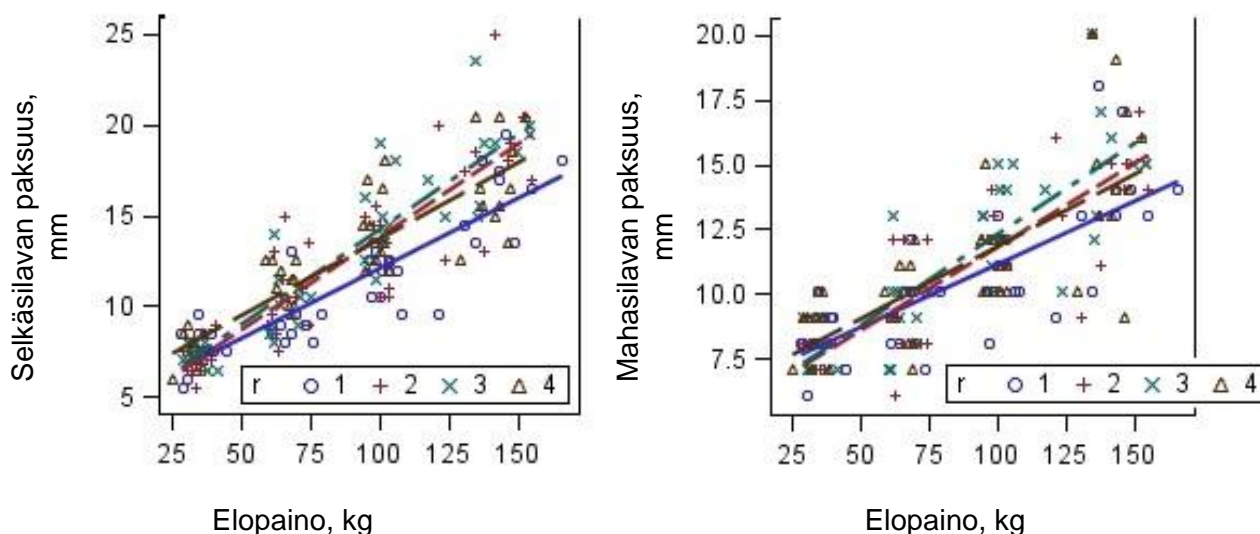 Selkäsilavan paksuus,
mm
25
20
15
10
5
r 1 2 3 4
25 50 75 100 125 150
Elopaino, kg
Mahasilavan paksuus,
mm
20.0
17.5
15.0
12.5
10.0
7.5
r 1 2 3 4
25 50 75 100 125 150
Elopaino, kg